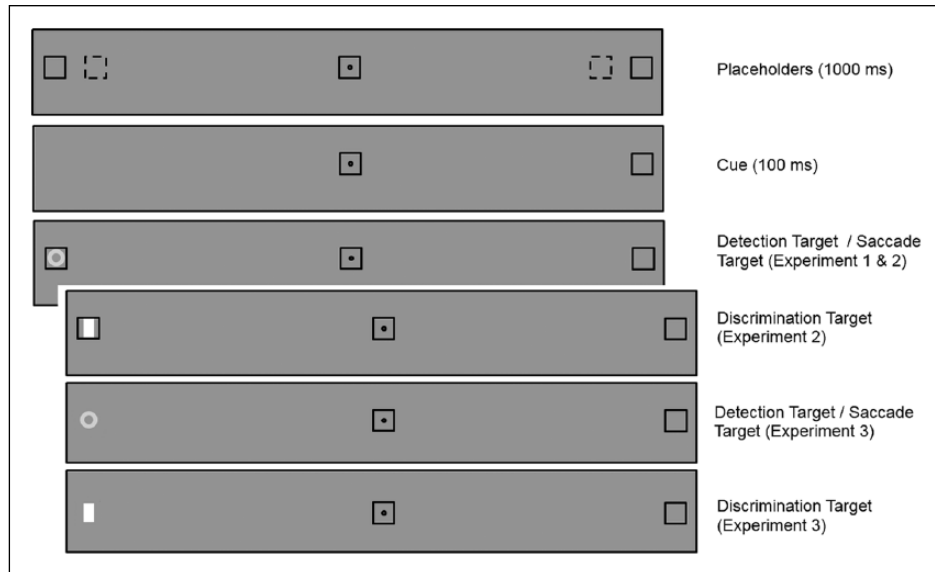 Placeholders (1000 ms)
Cue (100 ms)
Detection Target / Saccade
Target (Experiment 1 & 2)
Discrimination Target
(Experiment 2)
Detection Target / Saccade
Target (Experiment 3)
Discrimination Target
(Experiment 3)